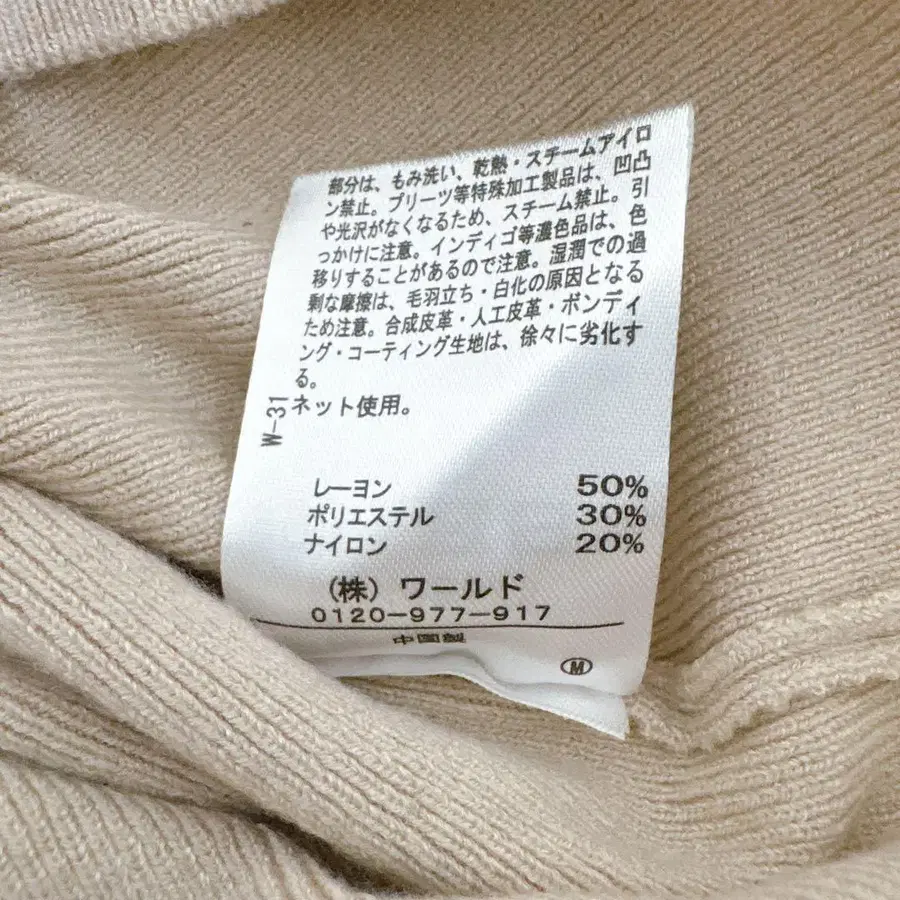 部分は、もみ洗い、乾熱・スチームアイロ
ン禁止。プリーツ等特殊加工製品は、凹凸
や光沢がなくなるため、スチーム禁止。引
っかけに注意。インディゴ等濃色品は、色
移りすることがあるので注意。湿潤での過
剰な摩擦は、毛羽立ち・白化の原因となる
ため注意。合成皮革・人工皮革・ボンディ
ング・コーティング生地は、徐々に劣化す
る。
ネット使用。
W-31
レーヨン 50%
ポリエステル 30%
ナイロン 20%
(株)ワールド
0120-977-917
中国製
M